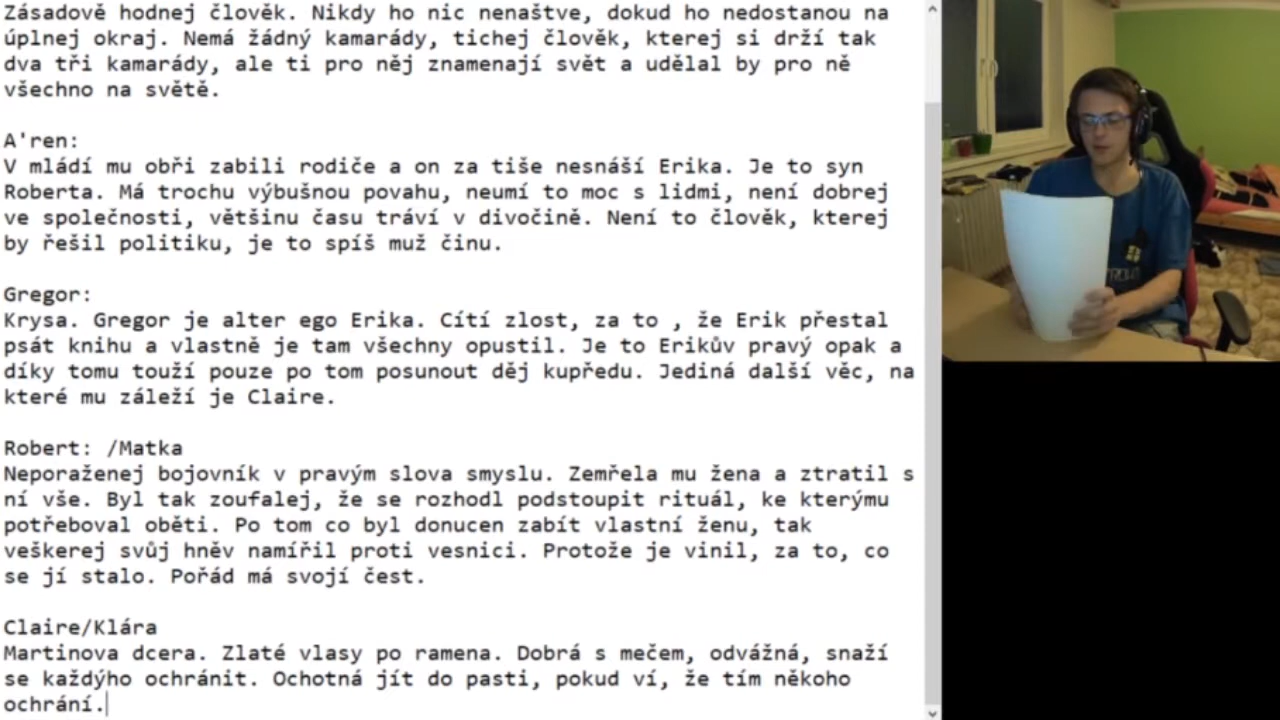 Zásadově hodnej člověk. Nikdy ho nic nenaštve, dokud ho nedostanou na
úplnej okraj. Nemá žádný kamarády, tichej člověk, kterej si drží tak
dva tři kamarády, ale ti pro něj znamenají svět a udělal by pro ně
všechno na světě.
A'ren:
V mládí mu obři zabili rodiče a on za tiše nesnáší Erika. Je to syn
Roberta. Má trochu výbušnou povahu, neumí to moc s lidmi, není dobrej
ve společnosti, většinu času tráví v divočině. Není to člověk, kterej
by řešil politiku, je to spíš muž činu.
Gregor:
Krysa. Gregor je alter ego Erika. Cítí zlost, za to , že Erik přestal
psát knihu a vlastně je tam všechny opustil. Je to Erikův pravý opak a
díky tomu touží pouze po tom posunout děj kupředu. Jediná další věc, na
které mu záleží je Claire.
Robert: /Matka
Neporaženej bojovník v pravým slova smyslu. Zemřela mu žena a ztratil s
ní vše. Byl tak zoufalej, že se rozhodl podstoupit rituál, ke kterýmu
potřeboval oběti. Po tom co byl donucen zabít vlastní ženu, tak
veškerej svůj hněv namířil proti vesnici. Protože je vinil, za to, co
se jí stalo. Pořád má svojí čest.
Claire/Klára
Martinova dcera. Zlaté vlasy po ramena. Dobrá s mečem, odvážná, snaží
se každýho ochránit. Ochotná jít do pasti, pokud ví, že tím někoho
ochrání.